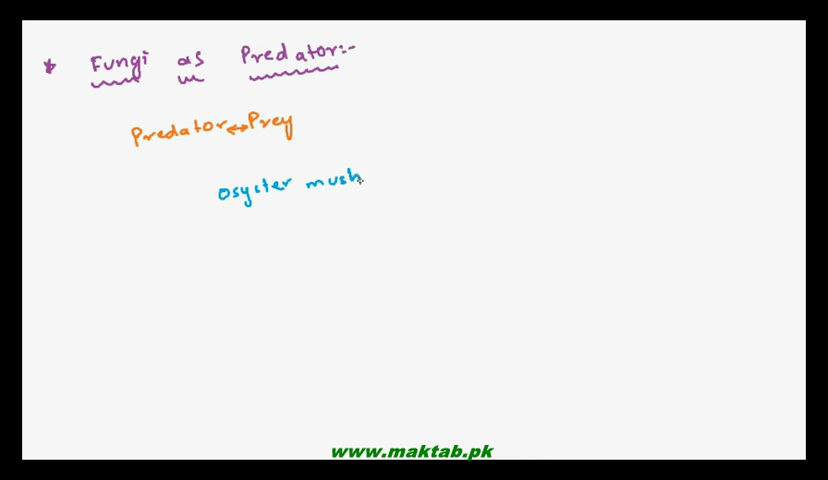 * Fungi as Predator:-
Predator↔Prey
osyster mush
www.maktab.pk